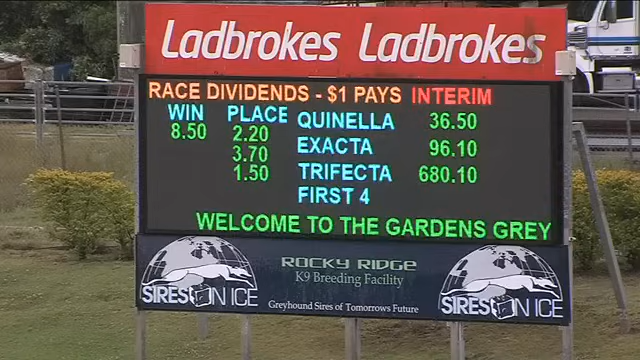 Ladbrokes Ladbrokes
RACE DIVIDENDS - $1 PAYS INTERIM
WIN PLACE QUINELLA 36.50
8.50 2.20
EXACTA 96.10
3.70
1.50 TRIFECTA 680.10
FIRST 4
WELCOME TO THE GARDENS GREY
ROCKY RIDGE
K9 Breeding Facility
SIRES ON ICE
Greyhound Sires of Tomorrows Future
SIRES ON ICE